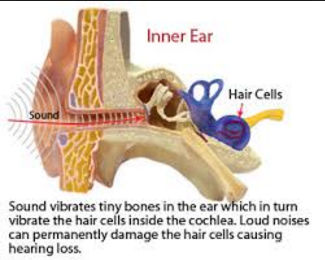 Inner Ear
Hair Cells
Sound
Sound vibrates tiny bones in the ear which in turn
vibrate the hair cells inside the cochlea. Loud noises
can permanently damage the hair cells causing
hearing loss.